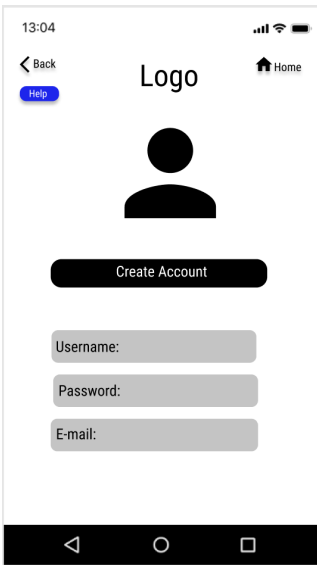 13:04
Back
Logo
Home
Help
Create Account
Username:
Password:
E-mail: